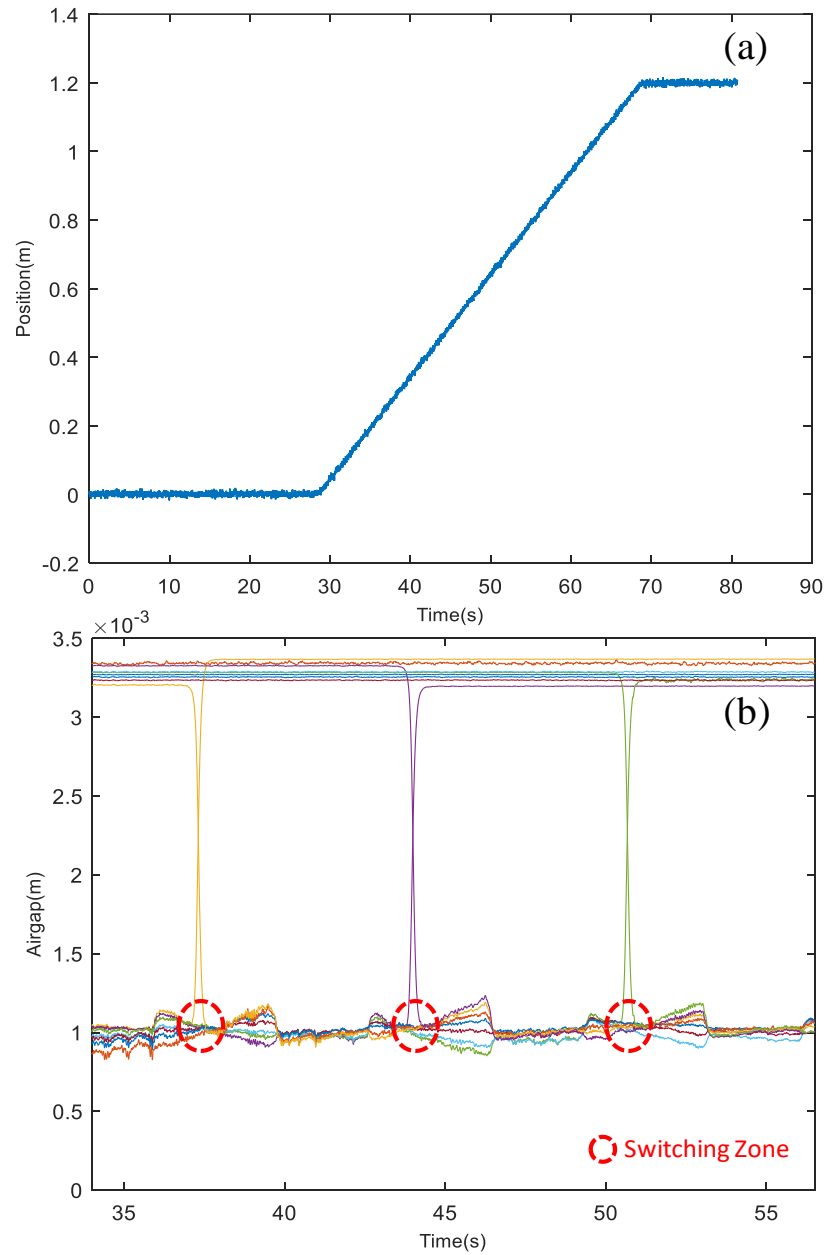 (a)
1.4
1.2
1
0.8
0.6
0.4
0.2
0
-0.2
Position(m)
0 10 20 30 40 50 60 70 80 90
Time(s)
×10⁻³
(b)
3.5
3
2.5
2
1.5
1
0.5
0
Airgap(m)
Switching Zone
35 40 45 50 55
Time(s)